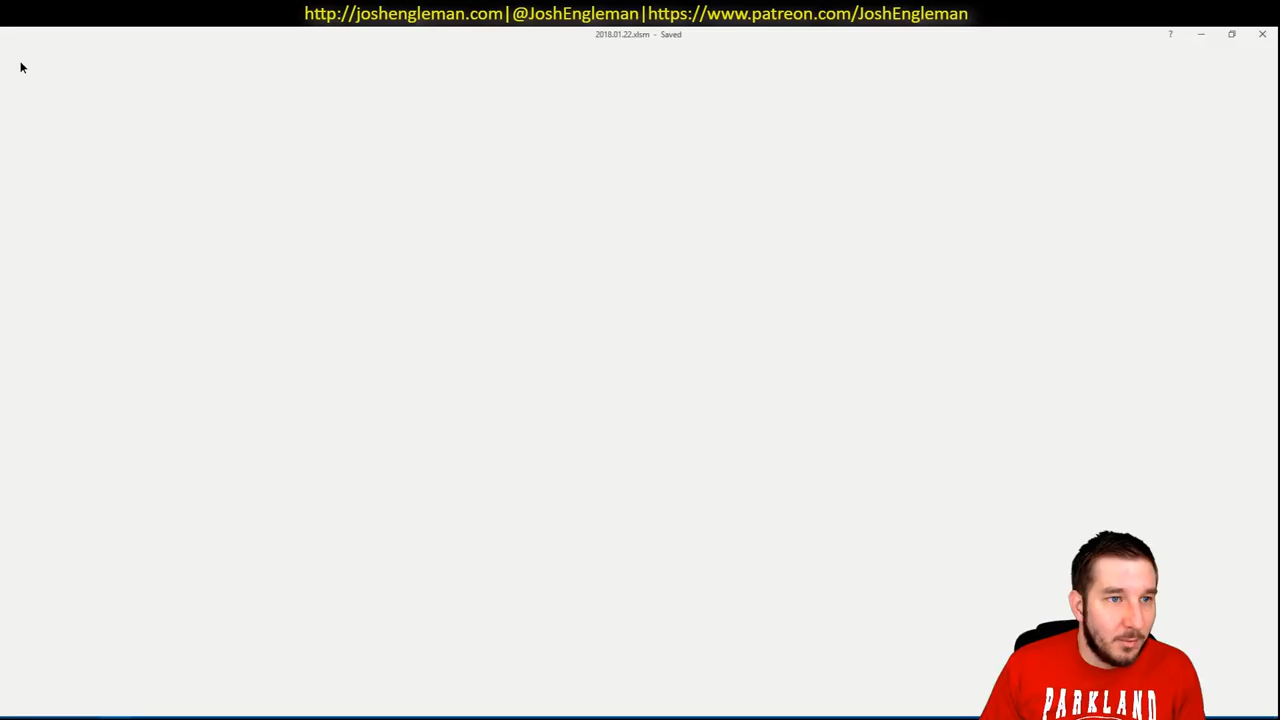 http://joshengleman.com|@JoshEngleman|https://www.patreon.com/JoshEngleman
2018.01.22.xlsm - Saved
?
PARKLAND